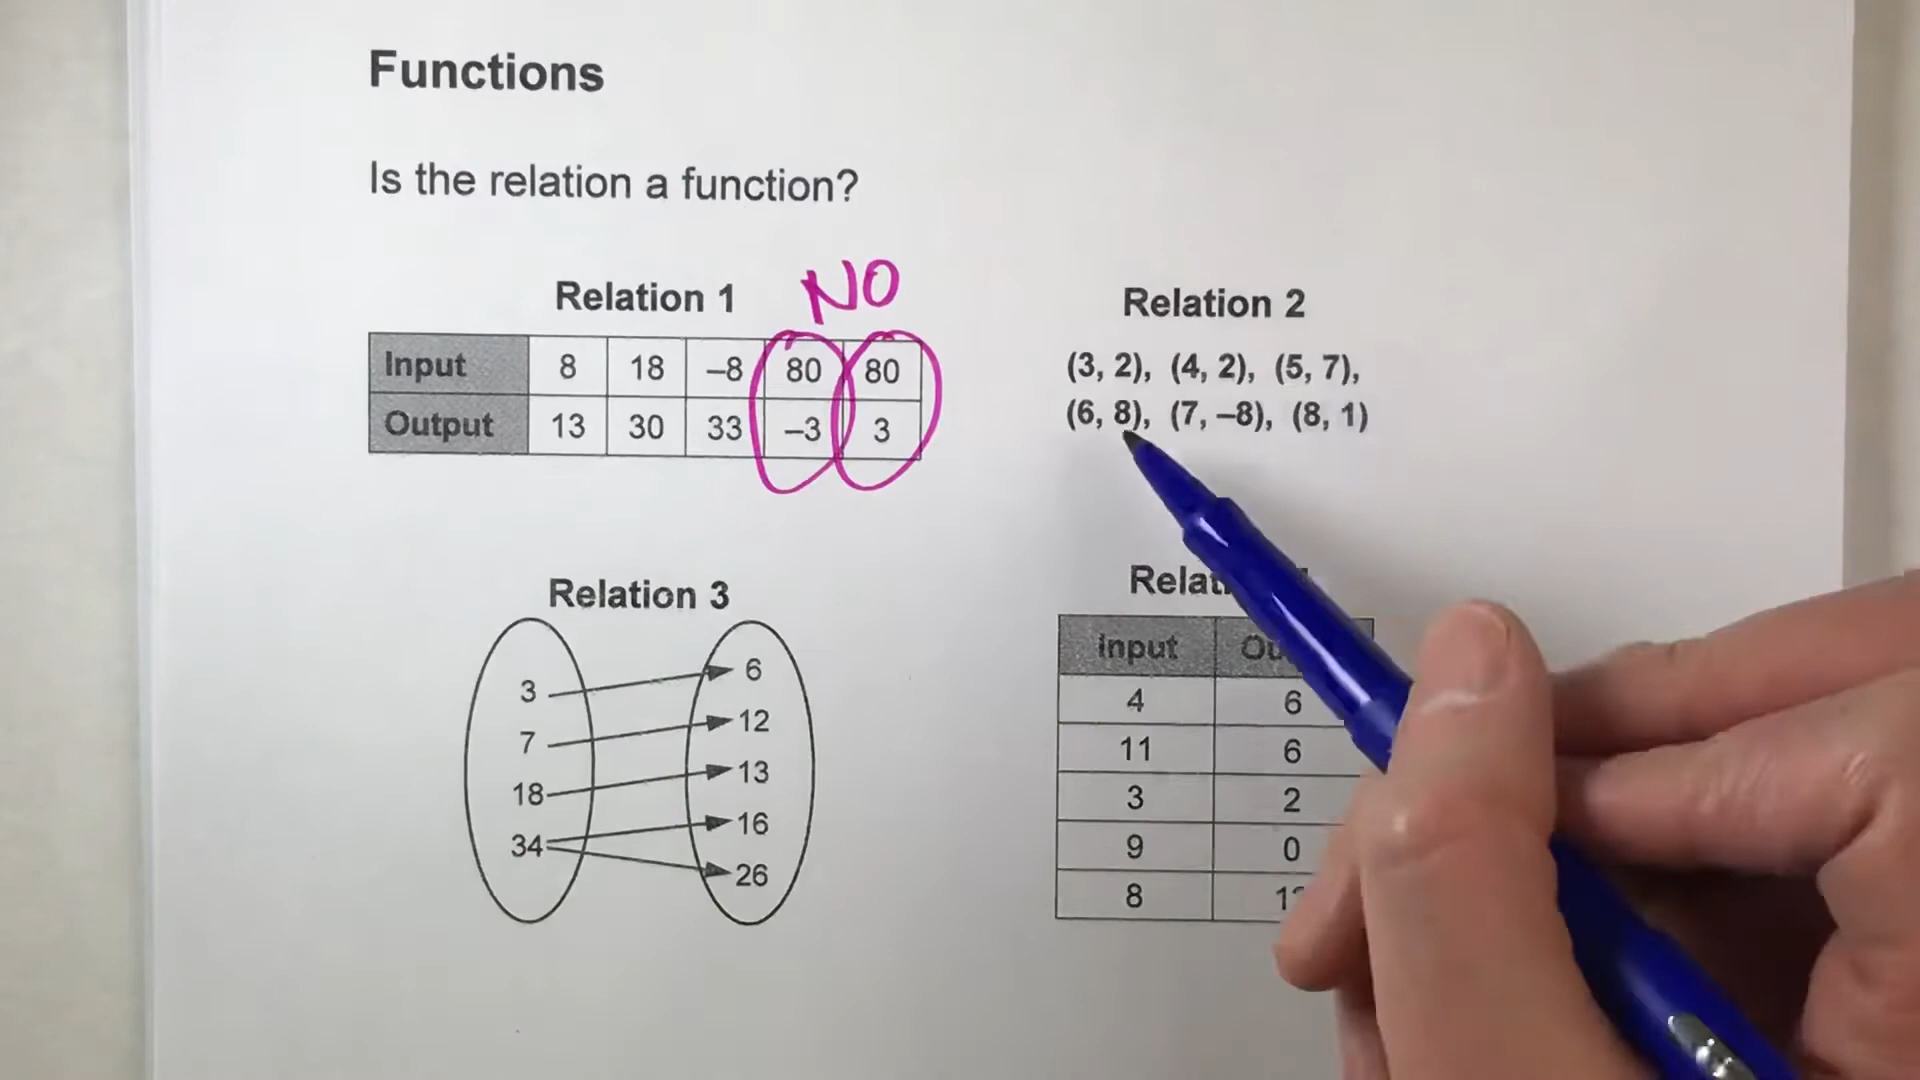 Functions
Is the relation a function?
Relation 1
NO
Input 8 18 –8 80 80
Output 13 30 33 –3 3
Relation 2
(3, 2), (4, 2), (5, 7),
(6, 8), (7, –8), (8, 1)
Relation 3
3 6
7 12
18 13
34 16
26
Input
4 6
11 6
3 2
9 0
8